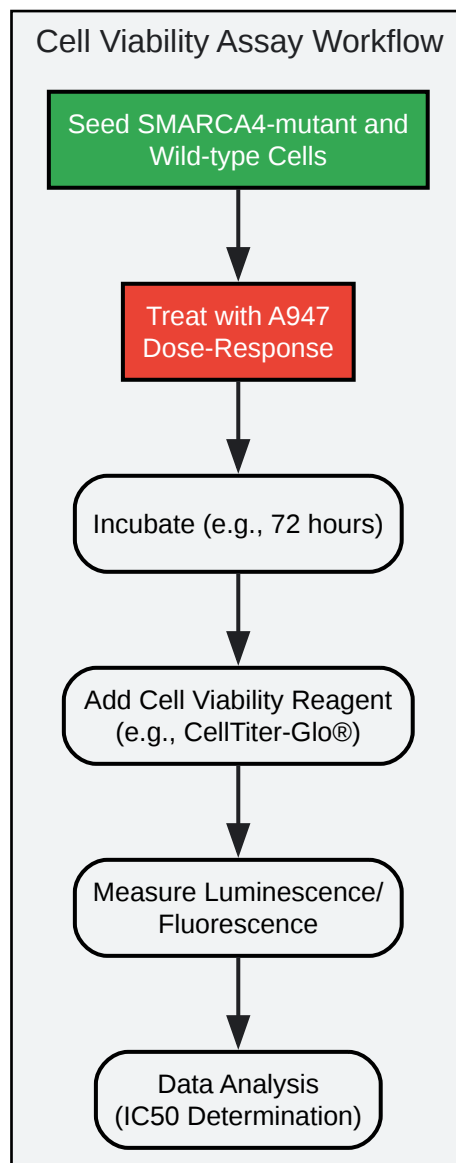 Cell Viability Assay Workflow
Seed SMARCA4-mutant and
Wild-type Cells
Treat with A947
Dose-Response
Incubate (e.g., 72 hours)
Add Cell Viability Reagent
(e.g., CellTiter-Glo®)
Measure Luminescence/
Fluorescence
Data Analysis
(IC50 Determination)